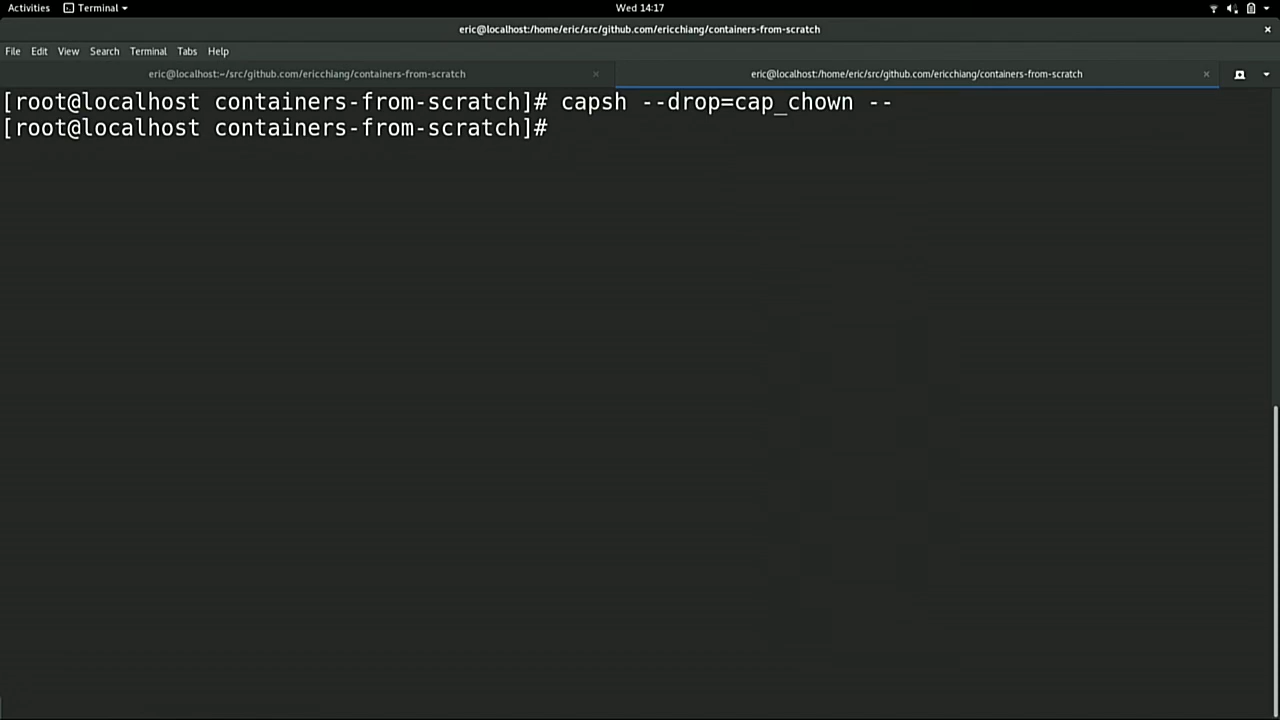 Activities Terminal Wed 14:17
eric@localhost:/home/eric/src/github.com/ericchiang/containers-from-scratch
File Edit View Search Terminal Tabs Help
eric@localhost:~/src/github.com/ericchiang/containers-from-scratch eric@localhost:/home/eric/src/github.com/ericchiang/containers-from-scratch
[root@localhost containers-from-scratch]# capsh --drop=cap_chown --
[root@localhost containers-from-scratch]#